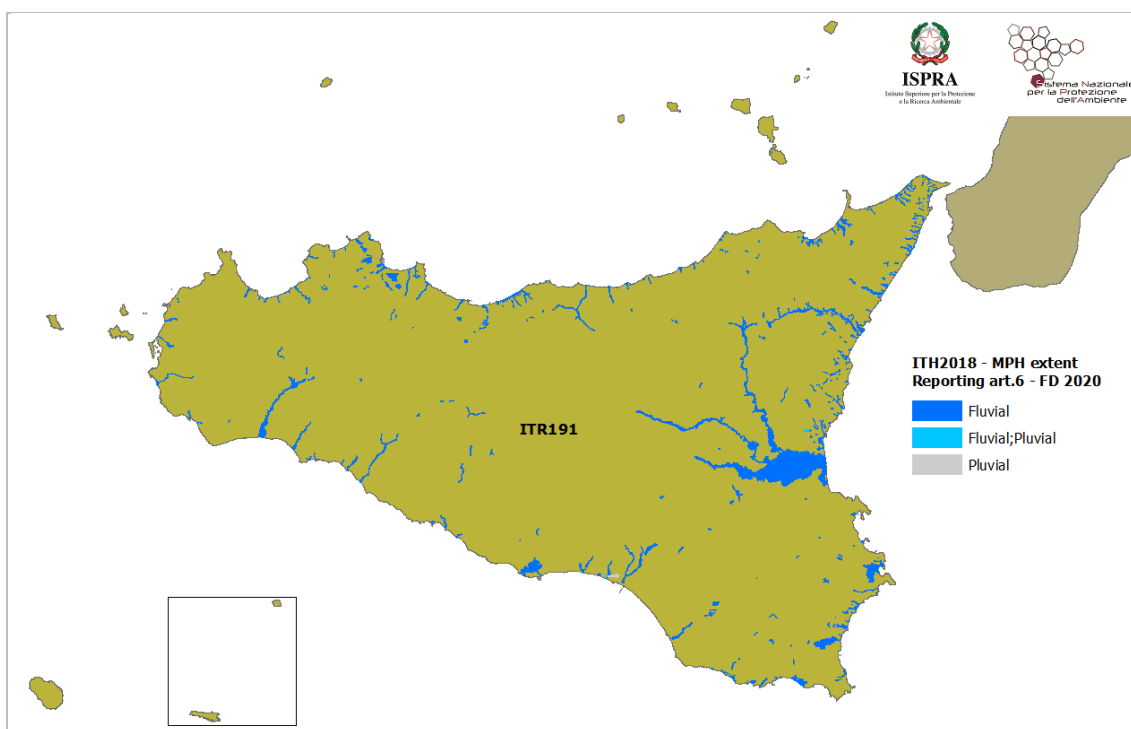 ISPRA
Istituto Superiore per la Protezione
e la Ricerca Ambientale
Sistema Nazionale
per la Protezione
dell'Ambiente
ITH2018 - MPH extent
Reporting art.6 - FD 2020
Fluvial
Fluvial;Pluvial
Pluvial
ITR191